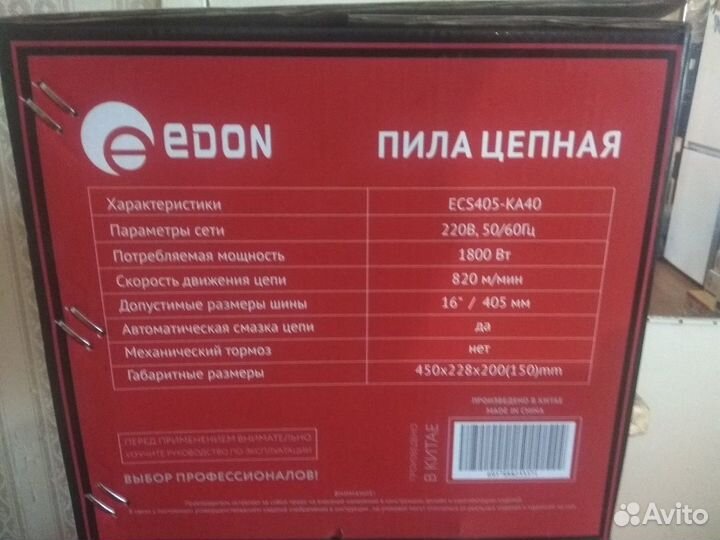 eDON
ПИЛА ЦЕПНАЯ
Характеристики ECS405-KA40
Параметры сети 220В, 50/60Гц
Потребляемая мощность 1800 Вт
Скорость движения цепи 820 м/мин
Допустимые размеры шины 16" / 405 мм
Автоматическая смазка цепи да
Механический тормоз нет
Габаритные размеры 450x228x200(150)mm
ПРОИЗВЕДЕНО В КИТАЕ
MADE IN CHINA
ПРОИЗВЕДЕНО
В КИТАЕ
ПЕРЕД ПРИМЕНЕНИЕМ ВНИМАТЕЛЬНО
ИЗУЧИТЕ РУКОВОДСТВО ПО ЭКСПЛУАТАЦИИ
ВЫБОР ПРОФЕССИОНАЛОВ!
ВНИМАНИЕ!
Avito